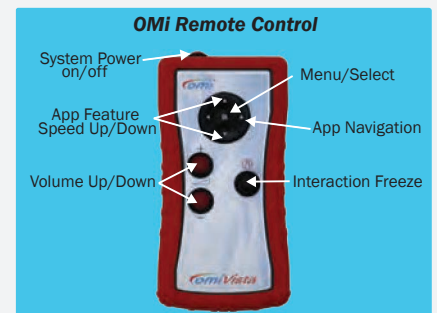 OMi Remote Control
System Power
on/off
Menu/Select
App Feature
Speed Up/Down
App Navigation
Volume Up/Down
Interaction Freeze
omi
+
omiVista